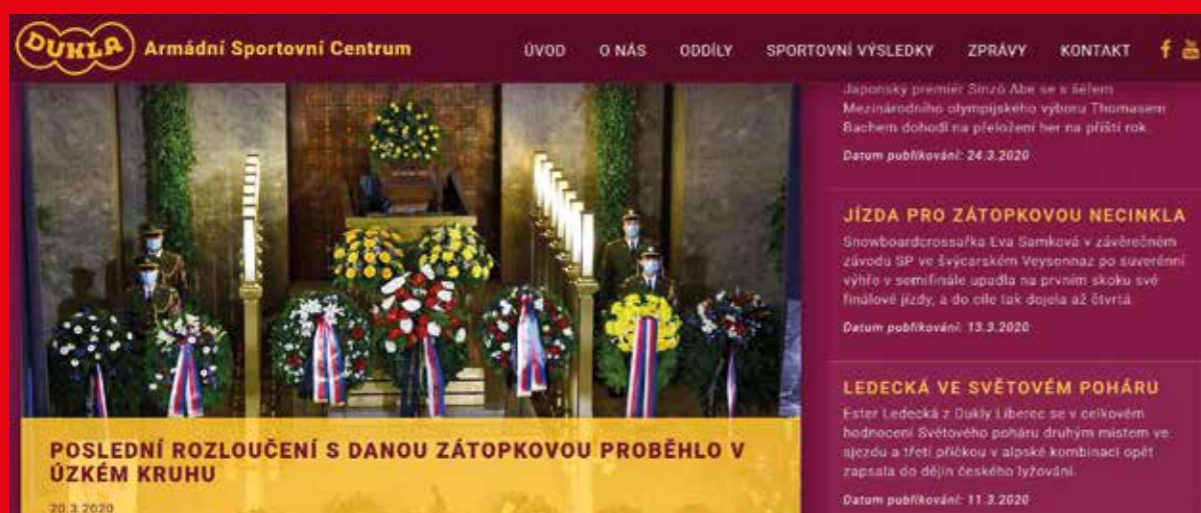 DUKLA Armádní Sportovní Centrum
ÚVOD O NÁS ODDÍLY SPORTOVNÍ VÝSLEDKY ZPRÁVY KONTAKT
POSLEDNÍ ROZLOUČENÍ S DANOU ZÁTOPKOVOU PROBĚHLO V
ÚZKÉM KRUHU
20.3.2020
Japonský premiér Šinzó Abe se s šéfem
Mezinárodního olympijského výboru Thomasem
Bachem dohodl na přeložení her na příští rok.
Datum publikování: 24.3.2020
JÍZDA PRO ZÁTOPKOVOU NECINKLA
Snowboardcrossařka Eva Samková v závěrečném
závodu SP ve švýcarském Veysonnaz po suverénní
výhře v semifinále upadla na prvním skoku své
finálové jízdy, a do cíle tak dojela až čtvrtá.
Datum publikování: 13.3.2020
LEDECKÁ VE SVĚTOVÉM POHÁRU
Ester Ledecká z Dukly Liberec se v celkovém
hodnocení Světového poháru druhým místem ve
sjezdu a třetí příčkou v alpské kombinaci opět
zapsala do dějin českého lyžování.
Datum publikování: 11.3.2020